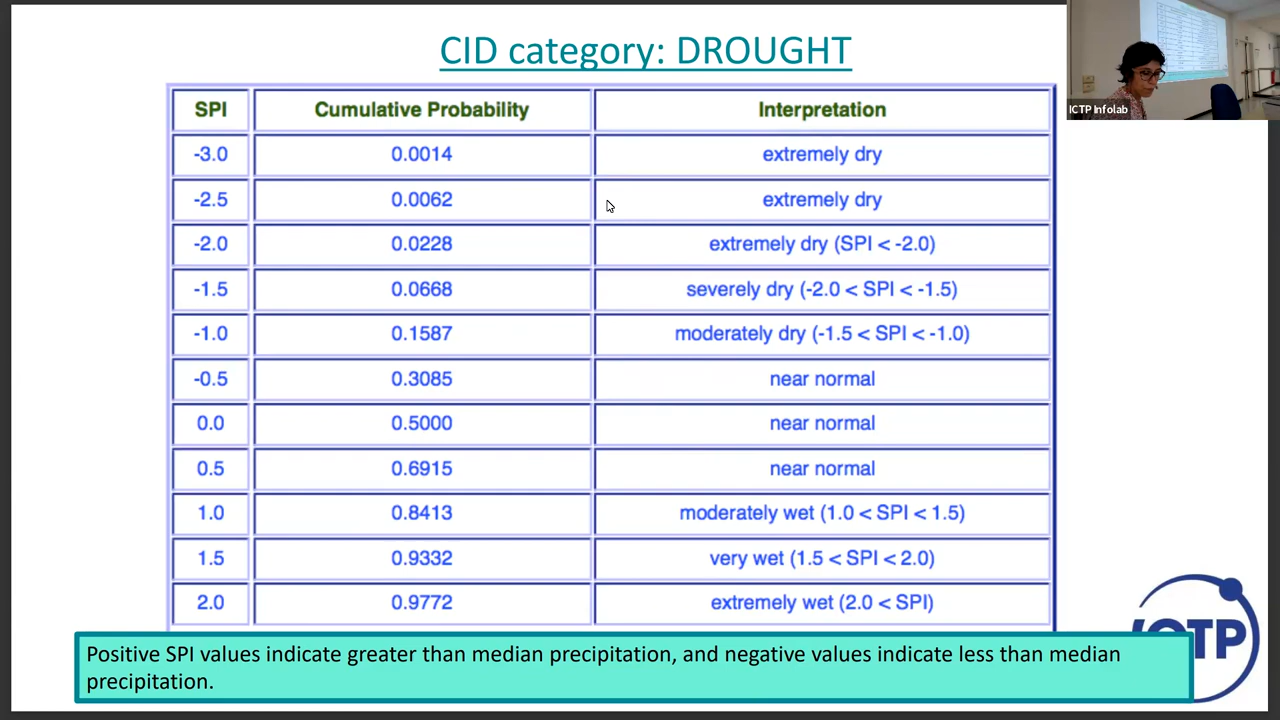 CID category: DROUGHT
SPI Cumulative Probability Interpretation
-3.0 0.0014 extremely dry
-2.5 0.0062 extremely dry
-2.0 0.0228 extremely dry (SPI < -2.0)
-1.5 0.0668 severely dry (-2.0 < SPI < -1.5)
-1.0 0.1587 moderately dry (-1.5 < SPI < -1.0)
-0.5 0.3085 near normal
0.0 0.5000 near normal
0.5 0.6915 near normal
1.0 0.8413 moderately wet (1.0 < SPI < 1.5)
1.5 0.9332 very wet (1.5 < SPI < 2.0)
2.0 0.9772 extremely wet (2.0 < SPI)
Positive SPI values indicate greater than median precipitation, and negative values indicate less than median
precipitation.
ICTP
ICTP Infolab